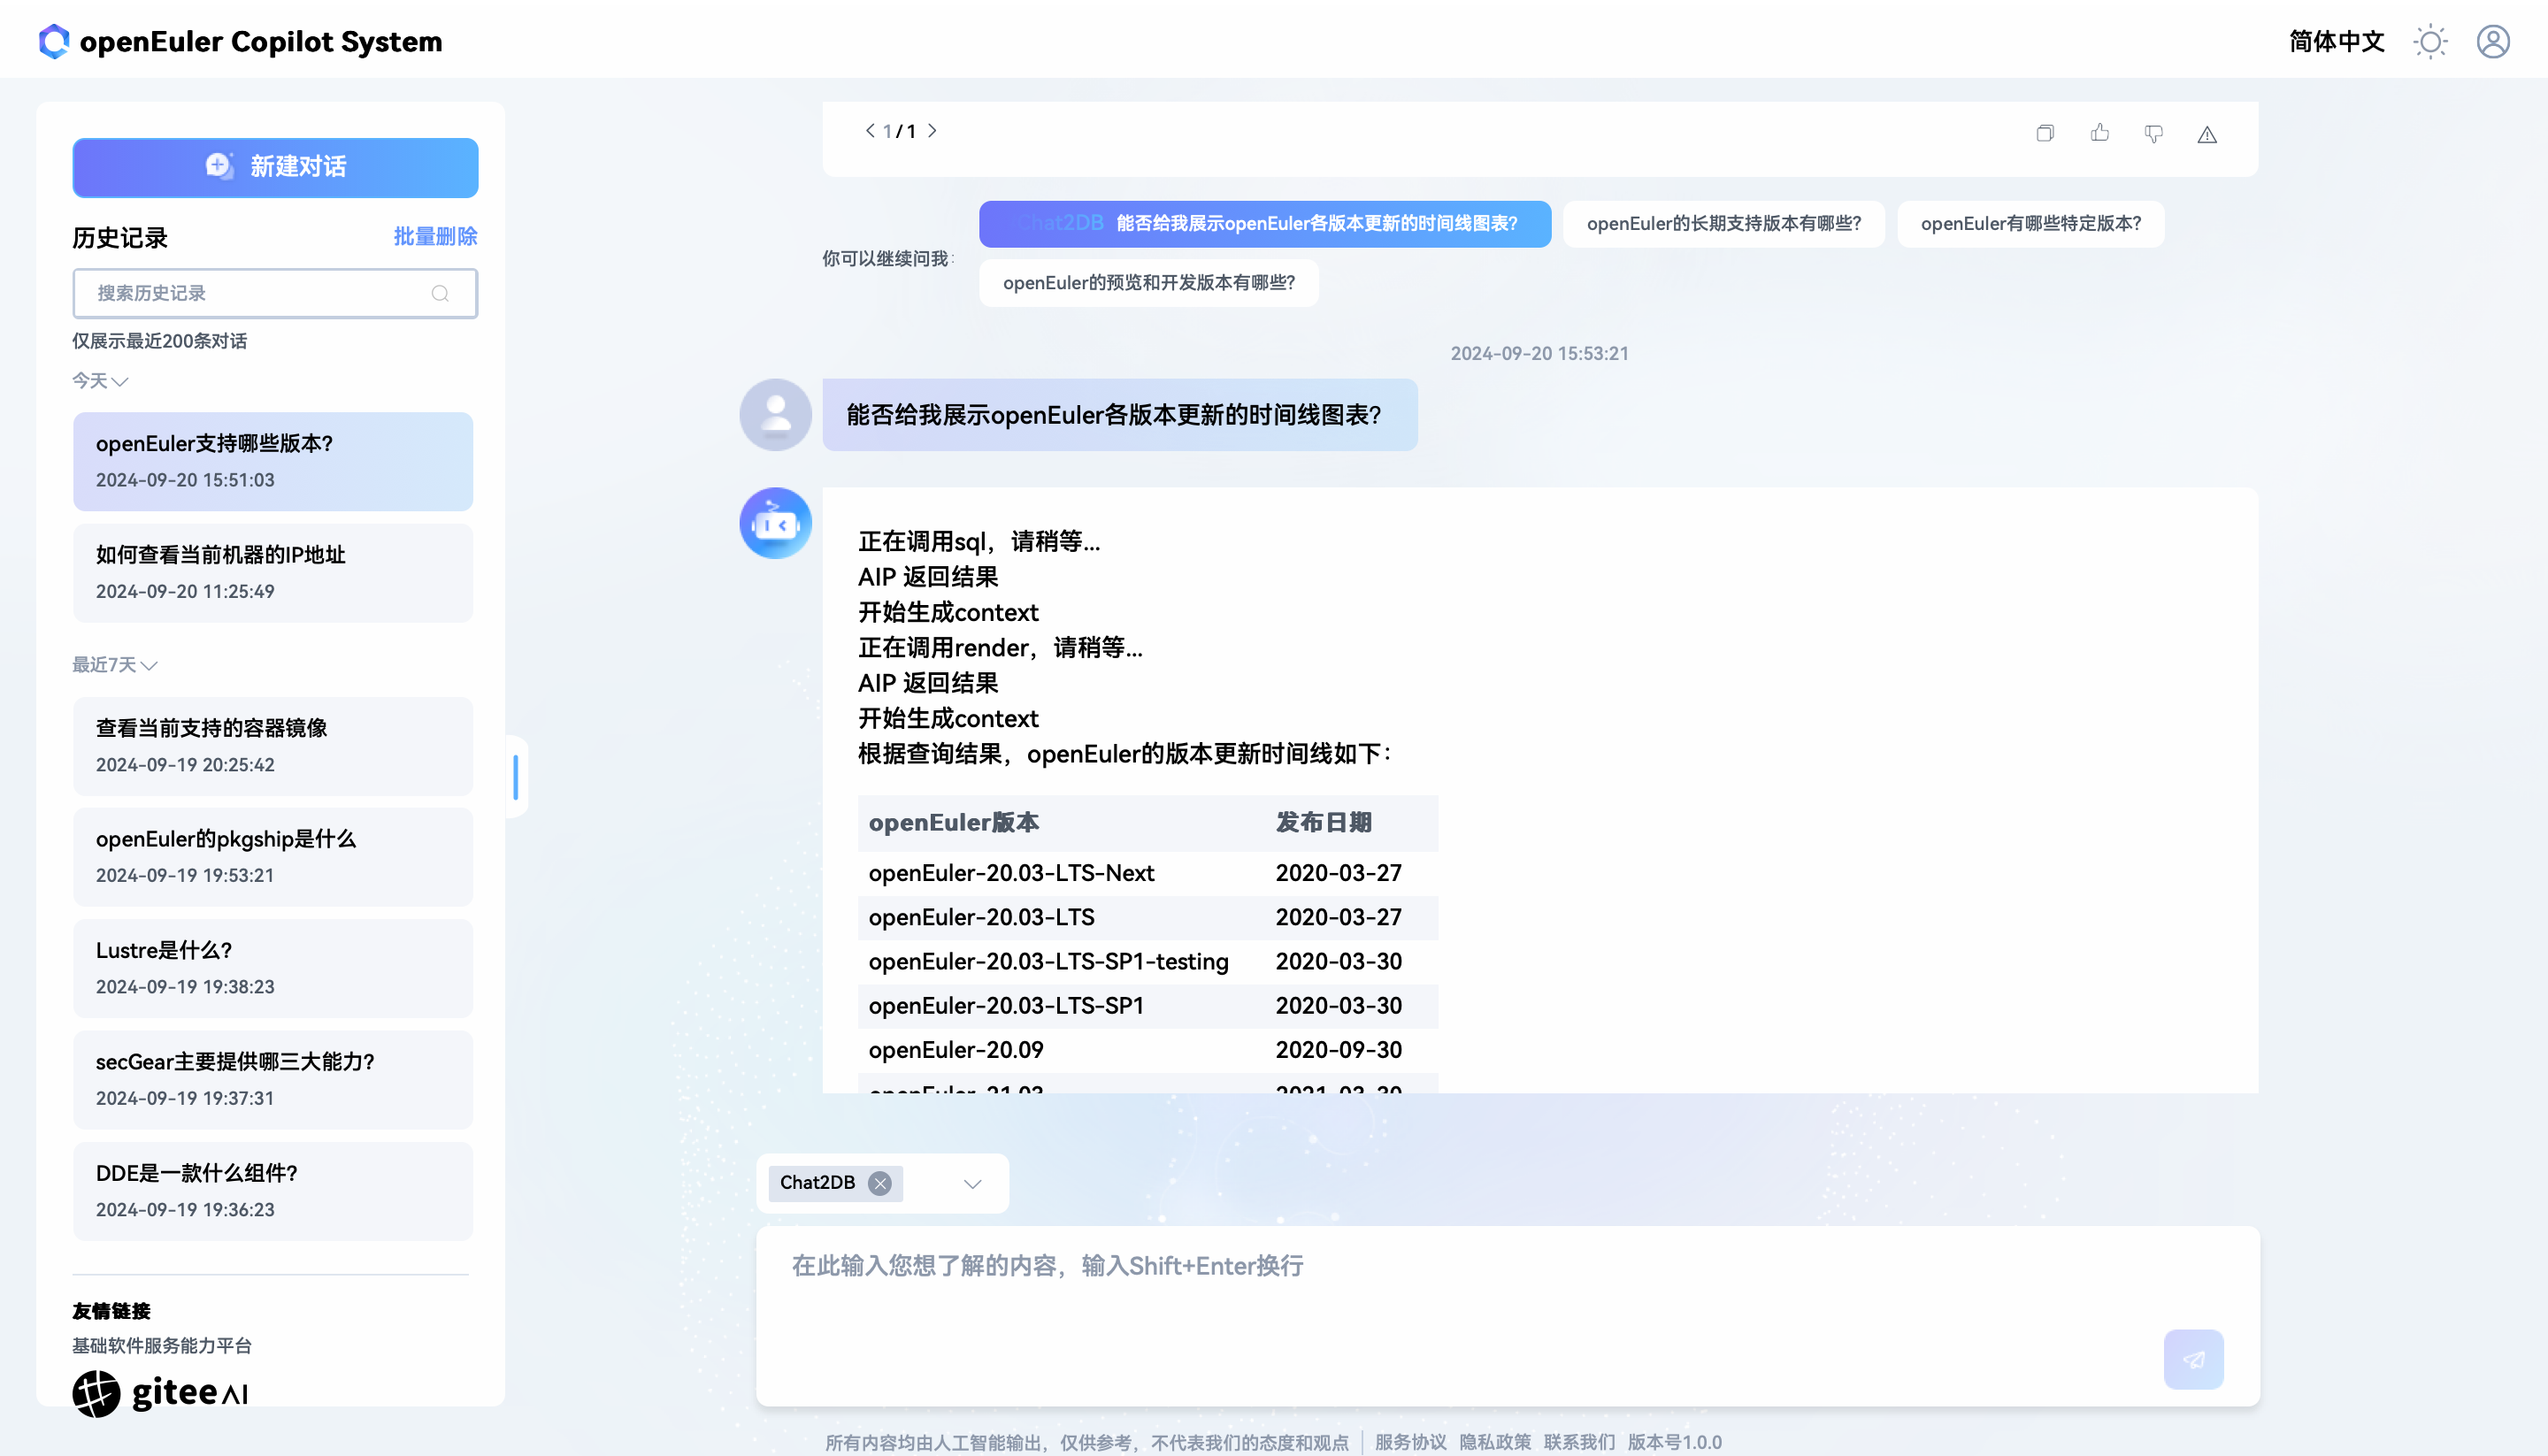 openEuler Copilot System
简体中文
新建对话
历史记录
批量删除
搜索历史记录
仅展示最近200条对话
今天
openEuler支持哪些版本?
2024-09-20 15:51:03
如何查看当前机器的IP地址
2024-09-20 11:25:49
最近7天
查看当前支持的容器镜像
2024-09-19 20:25:42
openEuler的pkgship是什么
2024-09-19 19:53:21
Lustre是什么?
2024-09-19 19:38:23
secGear主要提供哪三大能力?
2024-09-19 19:37:31
DDE是一款什么组件?
2024-09-19 19:36:23
友情链接
基础软件服务能力平台
gitee AI
1/1
你可以继续问我:
Chat2DB 能否给我展示openEuler各版本更新的时间线图表?
openEuler的长期支持版本有哪些?
openEuler有哪些特定版本?
openEuler的预览和开发版本有哪些?
2024-09-20 15:53:21
能否给我展示openEuler各版本更新的时间线图表?
正在调用sql，请稍等...
AIP 返回结果
开始生成context
正在调用render，请稍等...
AIP 返回结果
开始生成context
根据查询结果，openEuler的版本更新时间线如下：
openEuler版本 发布日期
openEuler-20.03-LTS-Next 2020-03-27
openEuler-20.03-LTS 2020-03-27
openEuler-20.03-LTS-SP1-testing 2020-03-30
openEuler-20.03-LTS-SP1 2020-03-30
openEuler-20.09 2020-09-30
openEuler-21.03 2021-03-30
Chat2DB
在此输入您想了解的内容，输入Shift+Enter换行
所有内容均由人工智能输出，仅供参考，不代表我们的态度和观点 | 服务协议 隐私政策 联系我们 版本号1.0.0